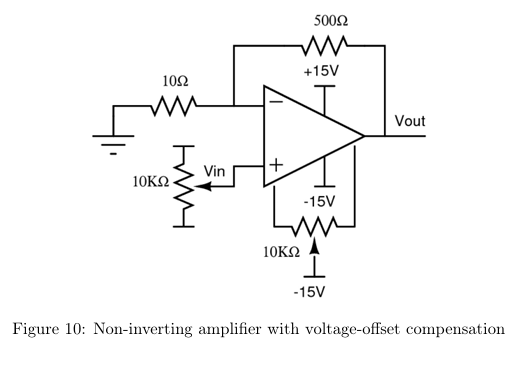 500Ω
+15V
10Ω
−
Vout
+
Vin
10KΩ
-15V
10KΩ
-15V
Figure 10: Non-inverting amplifier with voltage-offset compensation